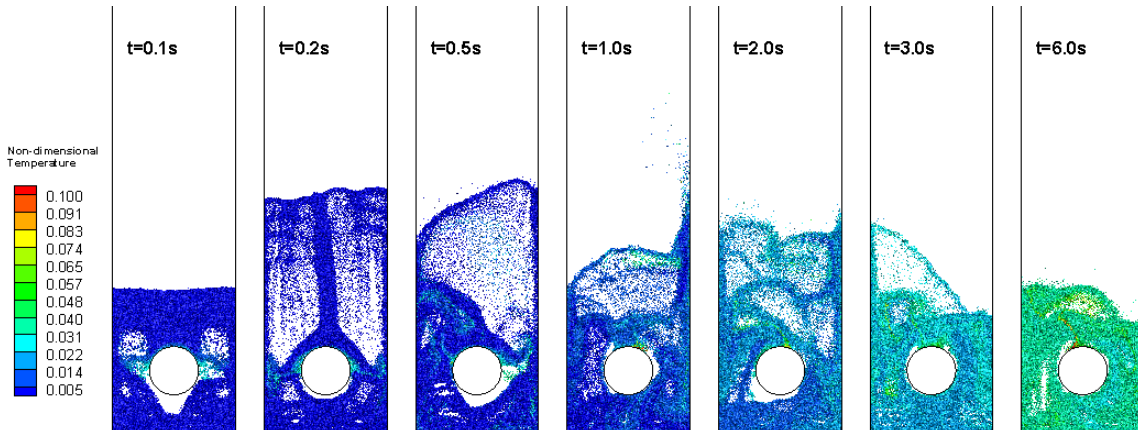 t=0.1s
t=0.2s
t=0.5s
t=1.0s
t=2.0s
t=3.0s
t=6.0s
Non-dimensional
Temperature
0.100
0.091
0.083
0.074
0.065
0.057
0.048
0.040
0.031
0.022
0.014
0.005